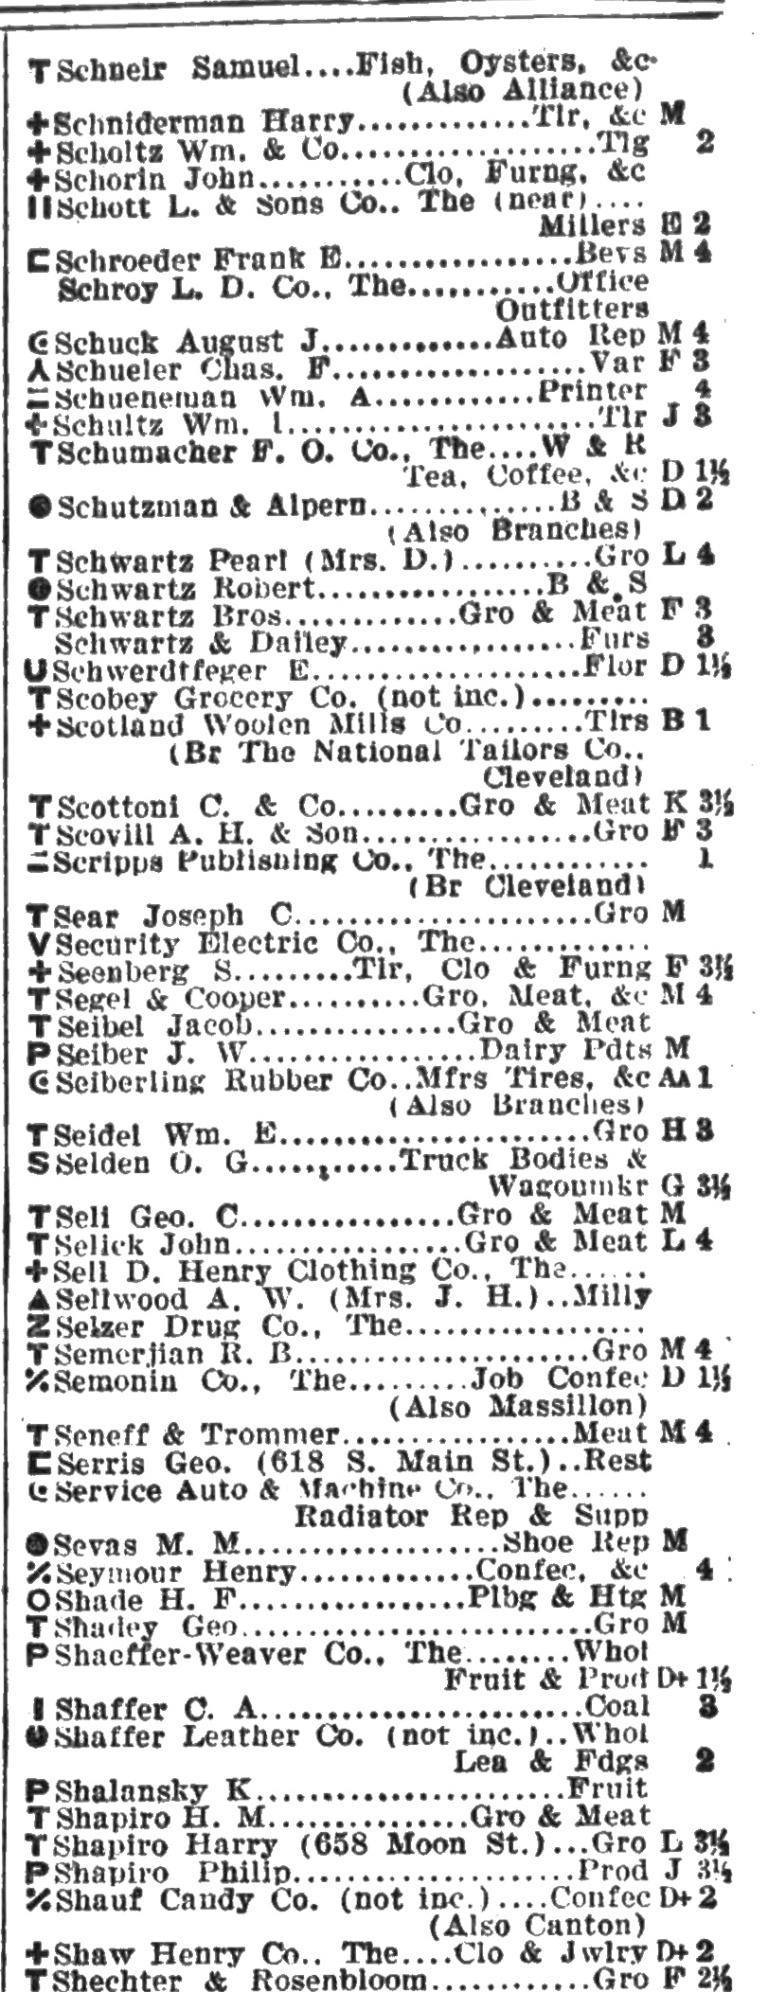 T Schneir Samuel....Fish, Oysters, &c
(Also Alliance)
+Schniderman Harry..............Tlr, &c M
+Scholtz Wm. & Co....................Tlg 2
+Schorin John...........Clo, Furng, &c
Schott L. & Sons Co.. The (near)....
Millers E 2
Schroeder Frank E..................Bevs M 4
Schroy L. D. Co., The...........Office
Outfitters
Schuck August J.............Auto Rep M 4
Schueler Chas. F...................Var F 3
=Schueneman Wm. A............Printer 4
+Schultz Wm. I.......................Tlr J 3
T Schumacher F. O. Co., The....W & R
Tea, Coffee, &c D 1½
●Schutzman & Alpern..............B & S D 2
(Also Branches)
T Schwartz Pearl (Mrs. D.)..........Gro L 4
Schwartz Robert.................B & S
T Schwartz Bros.............Gro & Meat F 3
Schwartz & Dailey.................Furs 3
U Schwerdtfeger E....................Flor D 1½
T Scobey Grocery Co. (not inc.).........
+Scotland Woolen Mills Co.........Tlrs B 1
(Br The National Tailors Co.,
Cleveland)
T Scottoni C. & Co.........Gro & Meat K 3½
T Scovill A. H. & Son.................Gro F 3
=Scripps Publishing Co., The............ 1
(Br Cleveland)
T Sear Joseph C......................Gro M
V Security Electric Co., The.............
+Seenberg S.........Tlr, Clo & Furng F 3½
T Segel & Cooper..........Gro, Meat, &c M 4
T Seibel Jacob...............Gro & Meat
P Seiber J. W.................Dairy Pdts M
Seiberling Rubber Co..Mfrs Tires, &c AA 1
(Also Branches)
T Seidel Wm. E.......................Gro H 3
S Selden O. G...........Truck Bodies &
Wagonmkr G 3½
T Seli Geo. C................Gro & Meat M
T Selick John.................Gro & Meat L 4
+Sell D. Henry Clothing Co., The......
▲Sellwood A. W. (Mrs. J. H.)..Milly
Z Selzer Drug Co., The..................
T Semerjian R. B......................Gro M 4
⁒Semonin Co., The.........Job Confec D 1½
(Also Massillon)
T Seneff & Trommer.................Meat M 4
Serris Geo. (618 S. Main St.)..Rest
Service Auto & Machine Co., The......
Radiator Rep & Supp
Sevas M. M...................Shoe Rep M
⁒Seymour Henry.............Confec, &c 4
O Shade H. F.................Plbg & Htg M
T Shadey Geo..........................Gro M
P Shaeffer-Weaver Co., The........Whol
Fruit & Prod D+ 1½
Shaffer C. A........................Coal 3
Shaffer Leather Co. (not inc.)..Whol
Lea & Fdgs 2
P Shalansky K.......................Fruit
T Shapiro H. M...............Gro & Meat
T Shapiro Harry (658 Moon St.)...Gro L 3½
P Shapiro Philip.....................Prod J 3½
⁒Shauf Candy Co. (not inc.)....Confec D+ 2
(Also Canton)
+Shaw Henry Co., The....Clo & Jwlry D+ 2
T Shechter & Rosenbloom............Gro F 2½